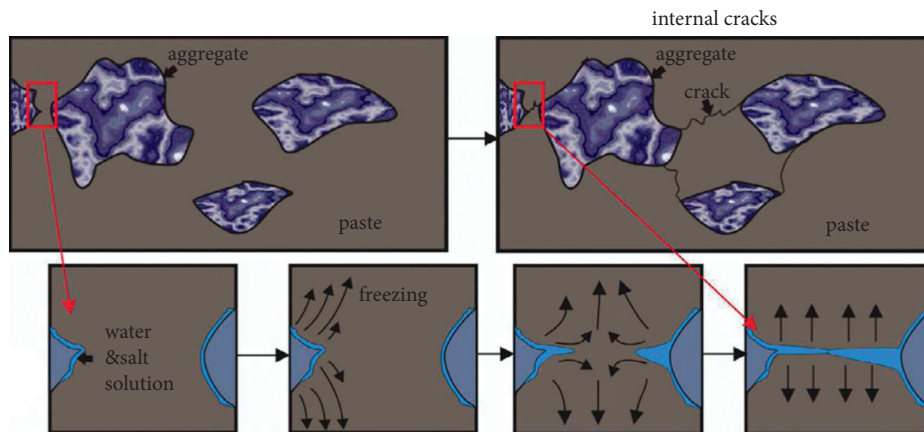 internal cracks
aggregate
aggregate
crack
paste
paste
water
&salt
solution
freezing